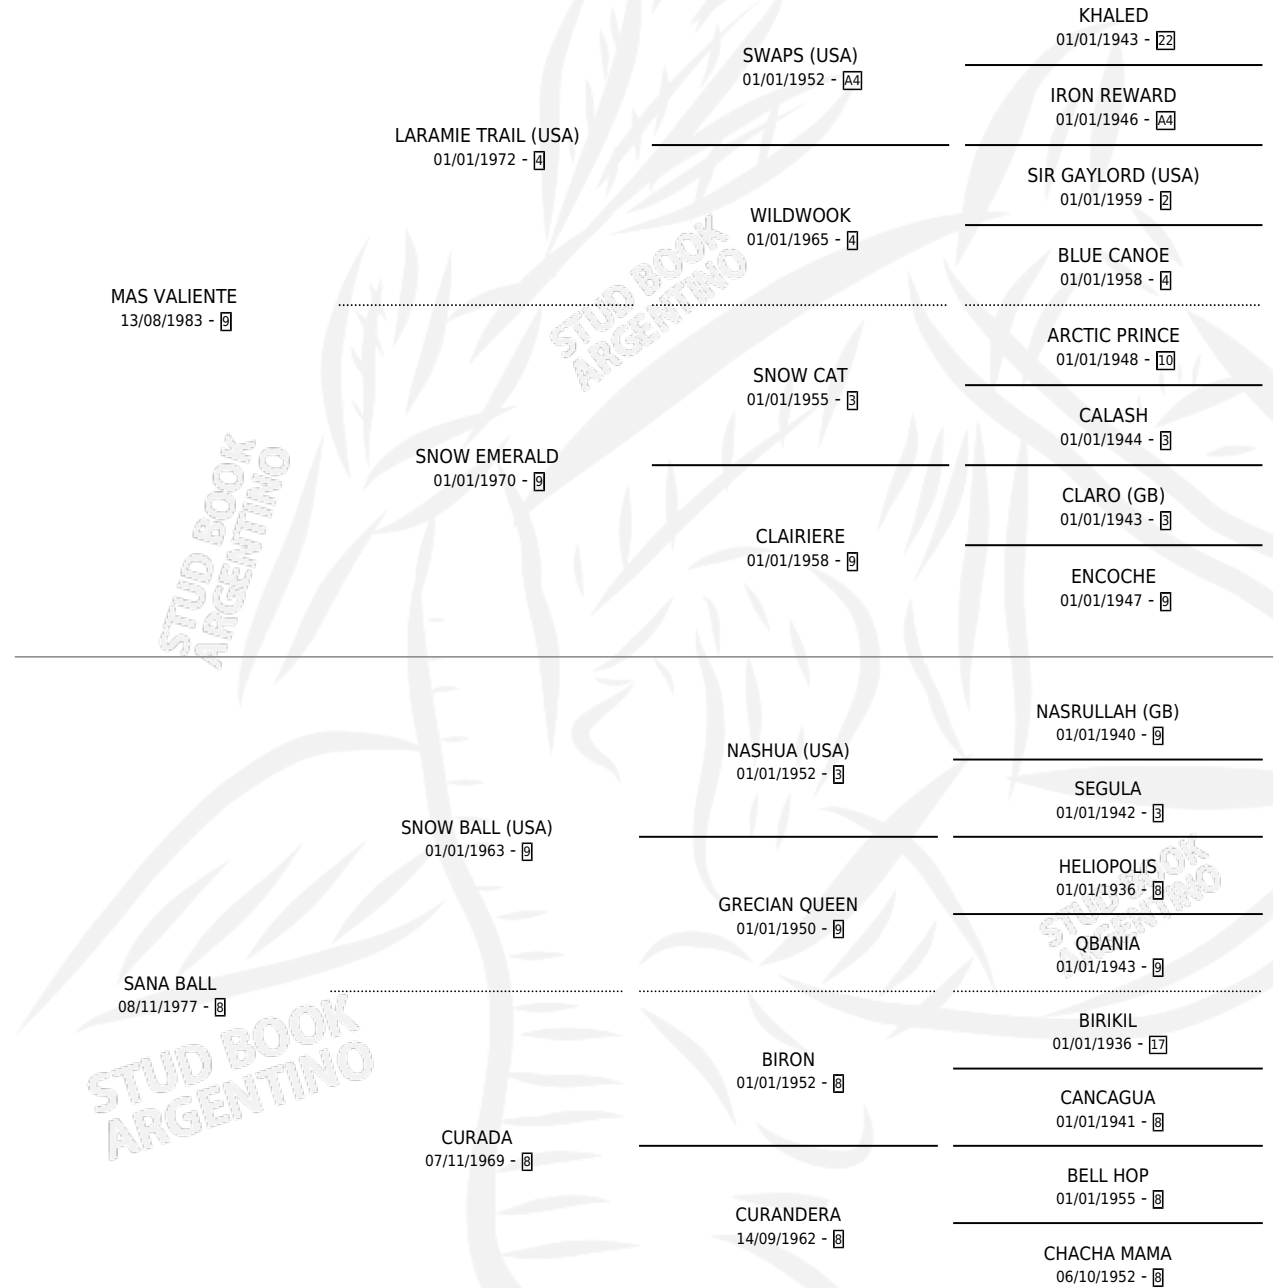 KHALED
01/01/1943 - 22
SWAPS (USA)
01/01/1952 - A4
IRON REWARD
01/01/1946 - A4
LARAMIE TRAIL (USA)
01/01/1972 - 4
SIR GAYLORD (USA)
01/01/1959 - 2
WILDWOOK
01/01/1965 - 4
BLUE CANOE
01/01/1958 - 4
MAS VALIENTE
13/08/1983 - 9
ARCTIC PRINCE
01/01/1948 - 10
SNOW CAT
01/01/1955 - 3
CALASH
01/01/1944 - 3
SNOW EMERALD
01/01/1970 - 9
CLARO (GB)
01/01/1943 - 3
CLAIRIERE
01/01/1958 - 9
ENCOCHE
01/01/1947 - 9
STUD BOOK
ARGENTINO
STUD BOOK
ARGENTINO
NASRULLAH (GB)
01/01/1940 - 9
NASHUA (USA)
01/01/1952 - 3
SEGULA
01/01/1942 - 3
SNOW BALL (USA)
01/01/1963 - 9
HELIOPOLIS
01/01/1936 - 8
GRECIAN QUEEN
01/01/1950 - 9
QBANIA
01/01/1943 - 9
SANA BALL
08/11/1977 - 8
BIRIKIL
01/01/1936 - 17
BIRON
01/01/1952 - 8
CANCAGUA
01/01/1941 - 8
CURADA
07/11/1969 - 8
BELL HOP
01/01/1955 - 8
CURANDERA
14/09/1962 - 8
CHACHA MAMA
06/10/1952 - 8
STUD BOOK
ARGENTINO
STUD BOOK
ARGENTINO